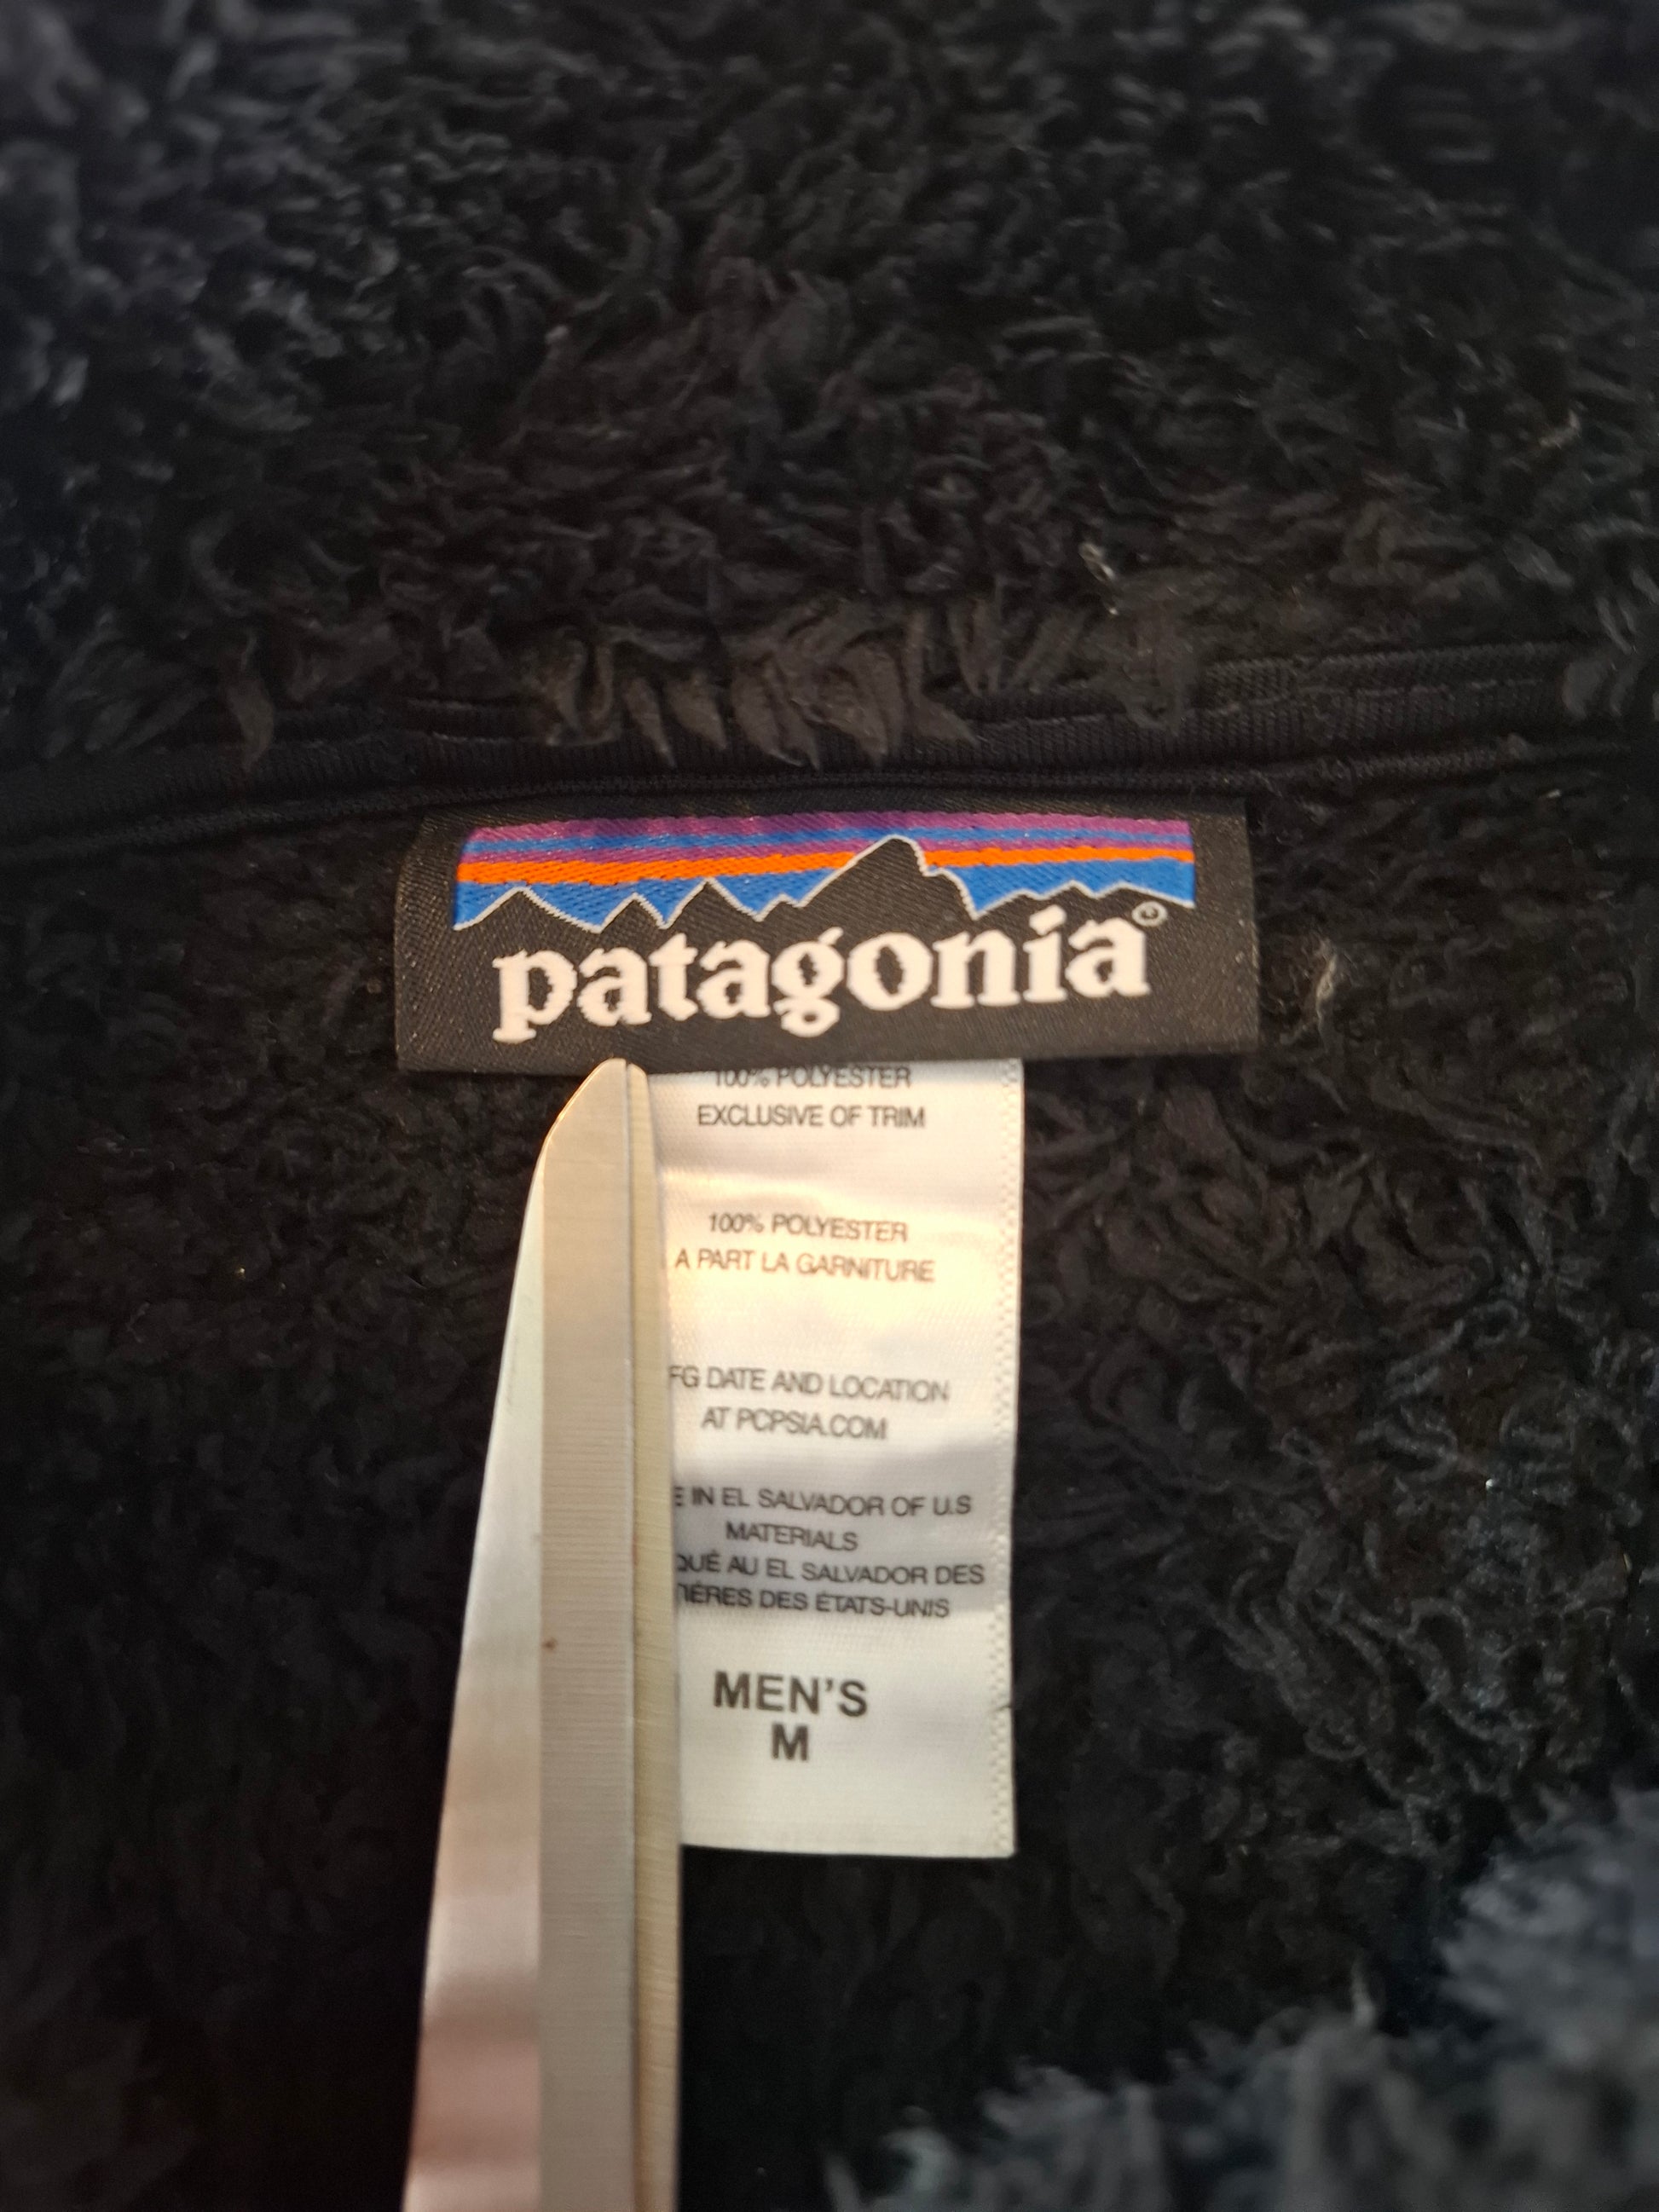 patagonia®
100% POLYESTER
EXCLUSIVE OF TRIM
100% POLYESTER
A PART LA GARNITURE
FG DATE AND LOCATION
AT PCPSIA.COM
E IN EL SALVADOR OF U.S
MATERIALS
QUÉ AU EL SALVADOR DES
IÉRES DES ÉTATS-UNIS
MEN'S
M